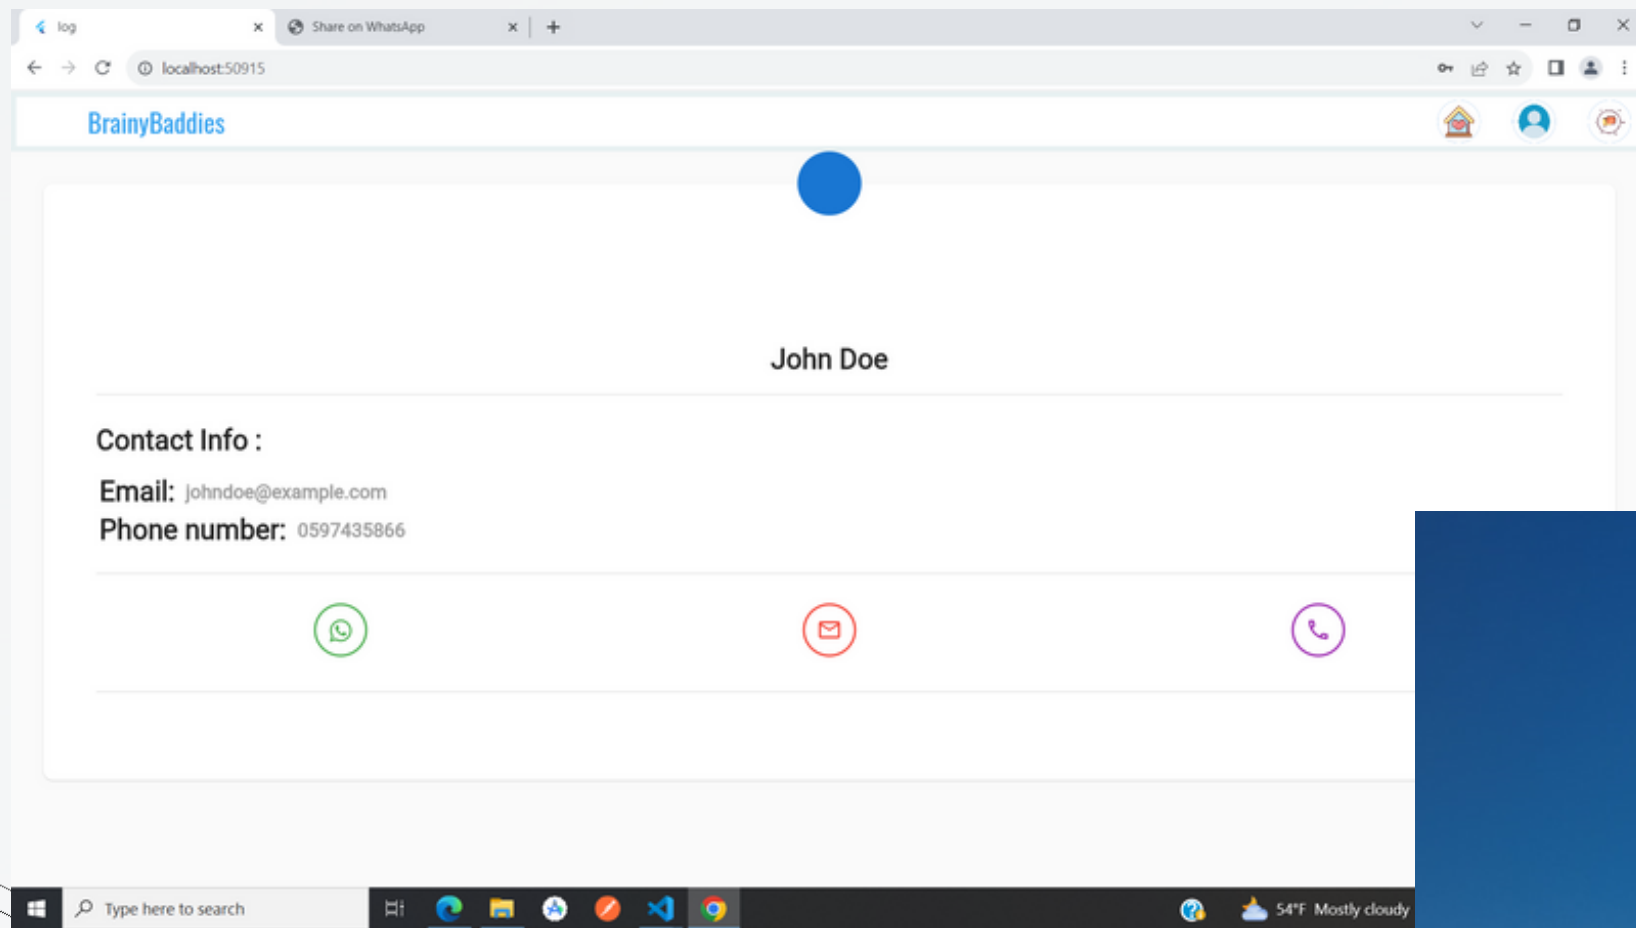 log
Share on WhatsApp
localhost:50915
BrainyBaddies
John Doe
Contact Info :
Email: johndoe@example.com
Phone number: 0597435866
Type here to search
54°F Mostly cloudy